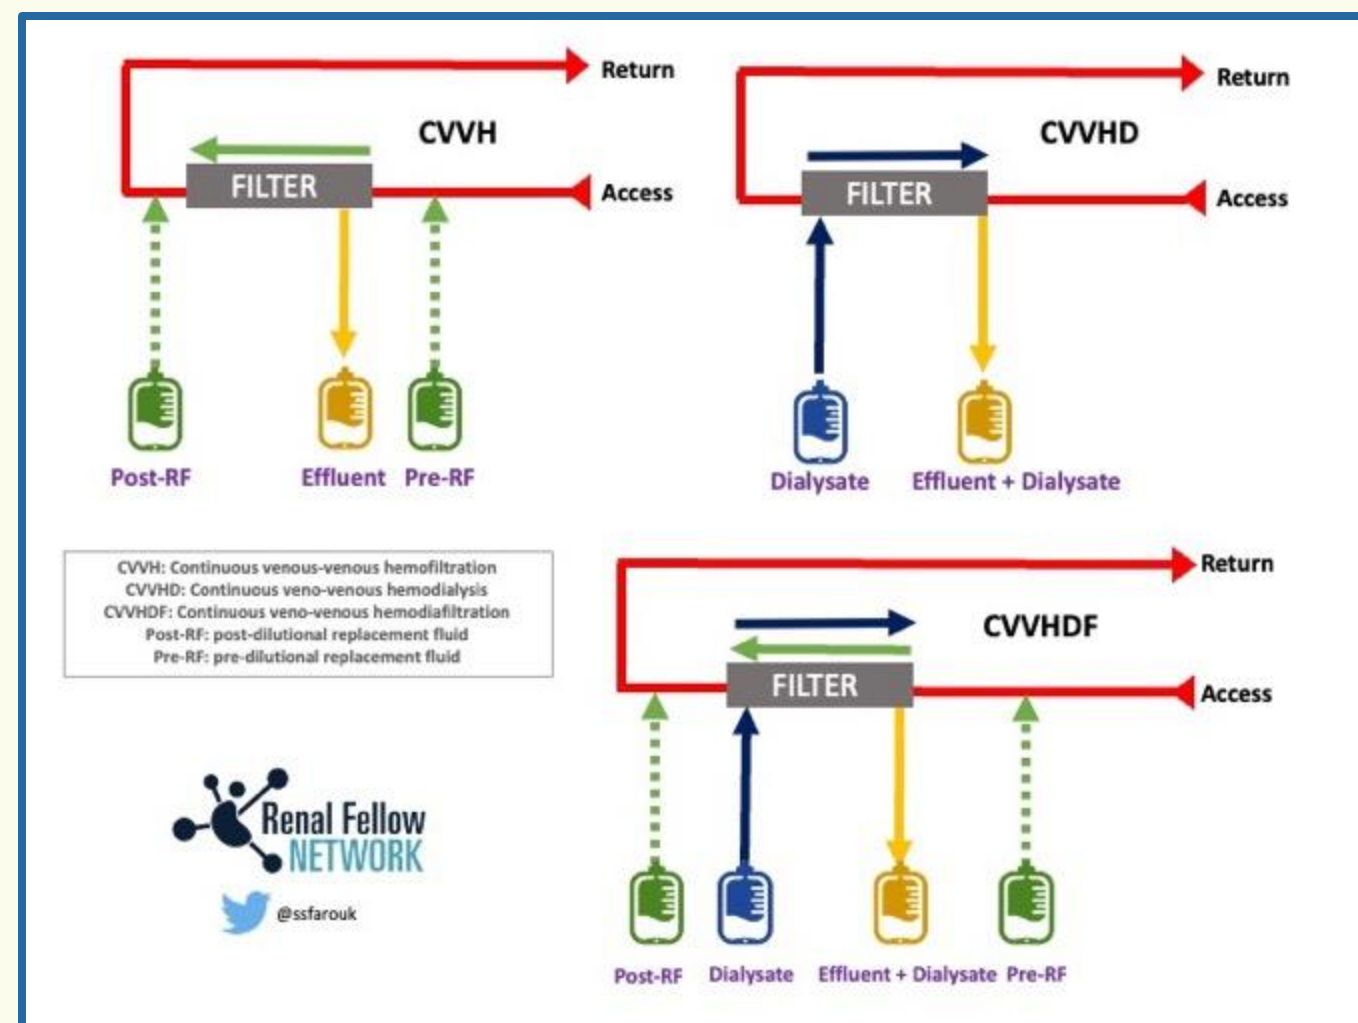 Return
CVVH
FILTER
Access
Post-RF
Effluent
Pre-RF
Return
CVVHD
FILTER
Access
Dialysate
Effluent + Dialysate
CVVH: Continuous venous-venous hemofiltration
CVVHD: Continuous veno-venous hemodialysis
CVVHDF: Continuous veno-venous hemodiafiltration
Post-RF: post-dilutional replacement fluid
Pre-RF: pre-dilutional replacement fluid
Return
CVVHDF
FILTER
Access
Post-RF
Dialysate
Effluent + Dialysate
Pre-RF
Renal Fellow
NETWORK
@ssfarouk